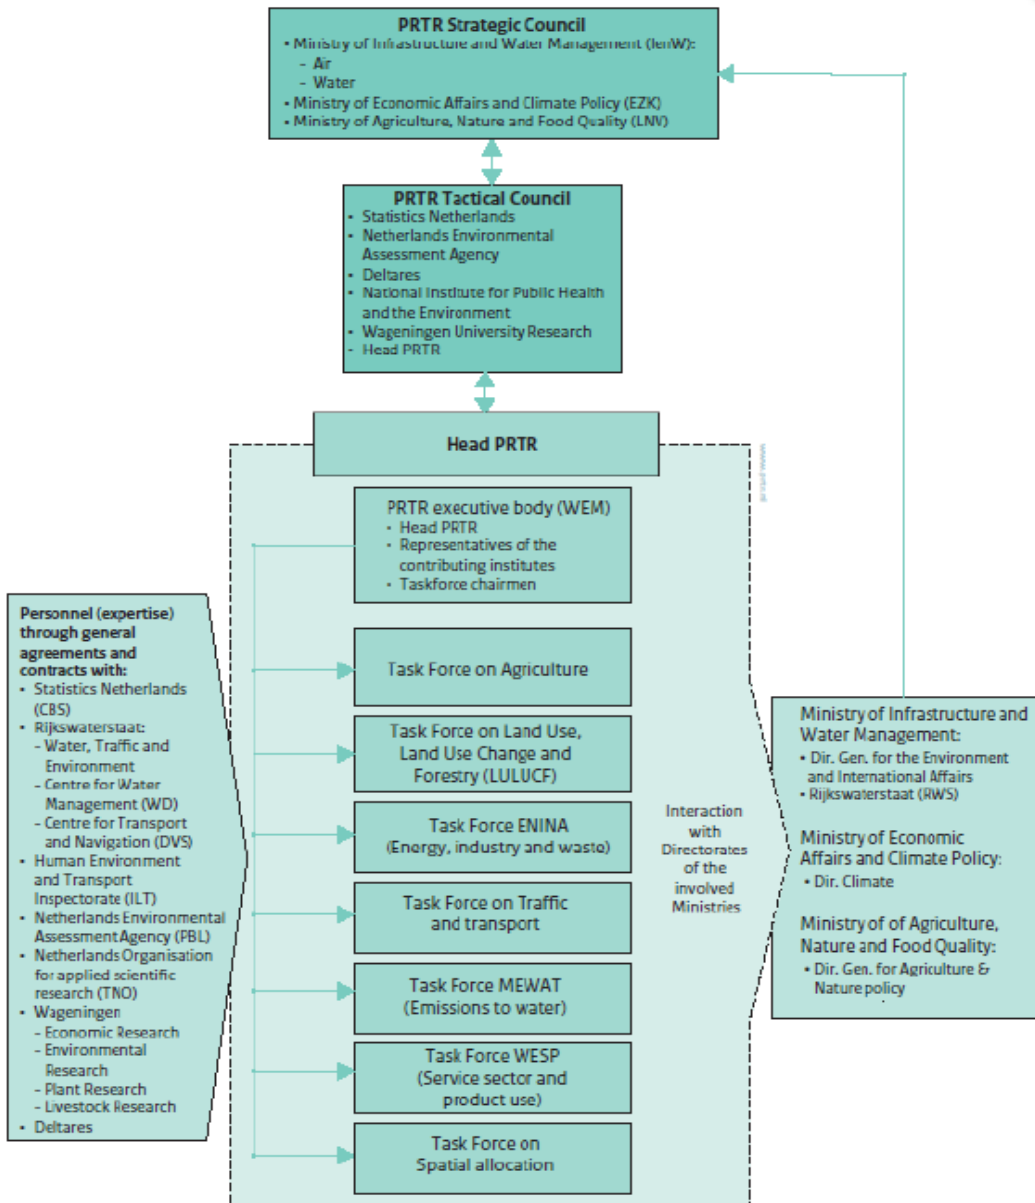 PRTR Strategic Council
• Ministry of Infrastructure and Water Management (IenW):
– Air
– Water
• Ministry of Economic Affairs and Climate Policy (EZK)
• Ministry of Agriculture, Nature and Food Quality (LNV)
PRTR Tactical Council
• Statistics Netherlands
• Netherlands Environmental
Assessment Agency
• Deltares
• National Institute for Public Health
and the Environment
• Wageningen University Research
- Head PRTR
Head PRTR
PRTR executive body (WEM)
• Head PRTR
• Representatives of the
contributing institutes
• Taskforce chairmen
Task Force on Agriculture
Task Force on Land Use,
Land Use Change and
Forestry (LULUCF)
Task Force ENINA
(Energy, industry and waste)
Task Force on Traffic
and transport
Task Force MEWAT
(Emissions to water)
Task Force WESP
(Service sector and
product use)
Task Force on
Spatial allocation
Personnel (expertise)
through general
agreements and
contracts with:
• Statistics Netherlands
(CBS)
• Rijkswaterstaat:
– Water, Traffic and
Environment
– Centre for Water
Management (WD)
– Centre for Transport
and Navigation (DVS)
• Human Environment
and Transport
Inspectorate (ILT)
• Netherlands Environmental
Assessment Agency (PBL)
• Netherlands Organisation
for applied scientific
research (TNO)
• Wageningen
– Economic Research
– Environmental
Research
– Plant Research
– Livestock Research
• Deltares
Interaction
with
Directorates
of the
involved
Ministries
Ministry of Infrastructure and
Water Management:
• Dir. Gen. for the Environment
and International Affairs
• Rijkswaterstaat (RWS)
Ministry of Economic
Affairs and Climate Policy:
• Dir. Climate
Ministry of of Agriculture,
Nature and Food Quality:
• Dir. Gen. for Agriculture &
Nature policy